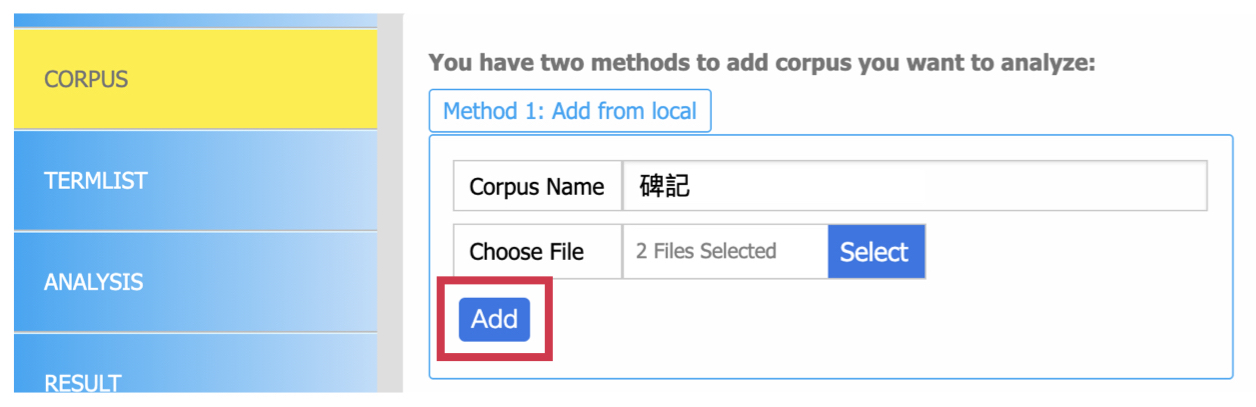 CORPUS
TERMLIST
ANALYSIS
RESULT
You have two methods to add corpus you want to analyze:
Method 1: Add from local
Corpus Name 碑記
Choose File 2 Files Selected Select
Add